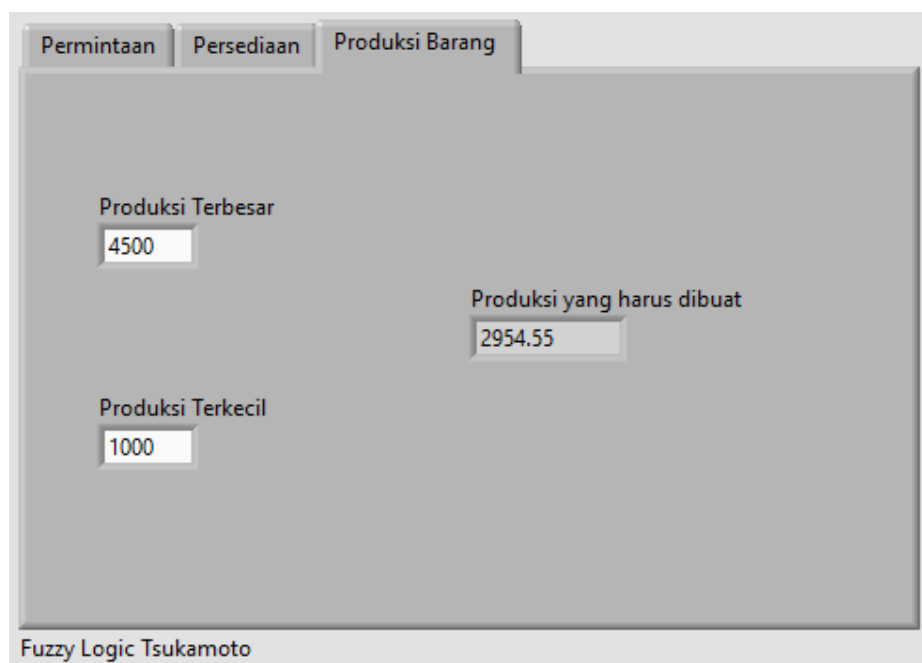 Permintaan Persediaan Produksi Barang
Produksi Terbesar
4500
Produksi yang harus dibuat
2954.55
Produksi Terkecil
1000
Fuzzy Logic Tsukamoto